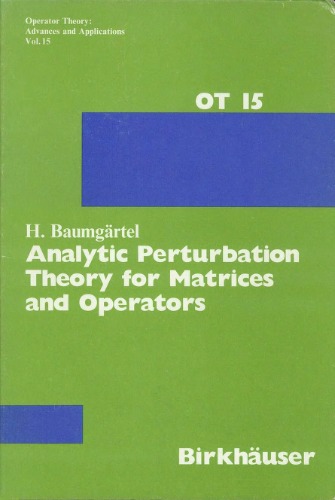 Operator Theory:
Advances and Applications
Vol. 15
OT 15
H. Baumgärtel
Analytic Perturbation
Theory for Matrices
and Operators
Birkhäuser